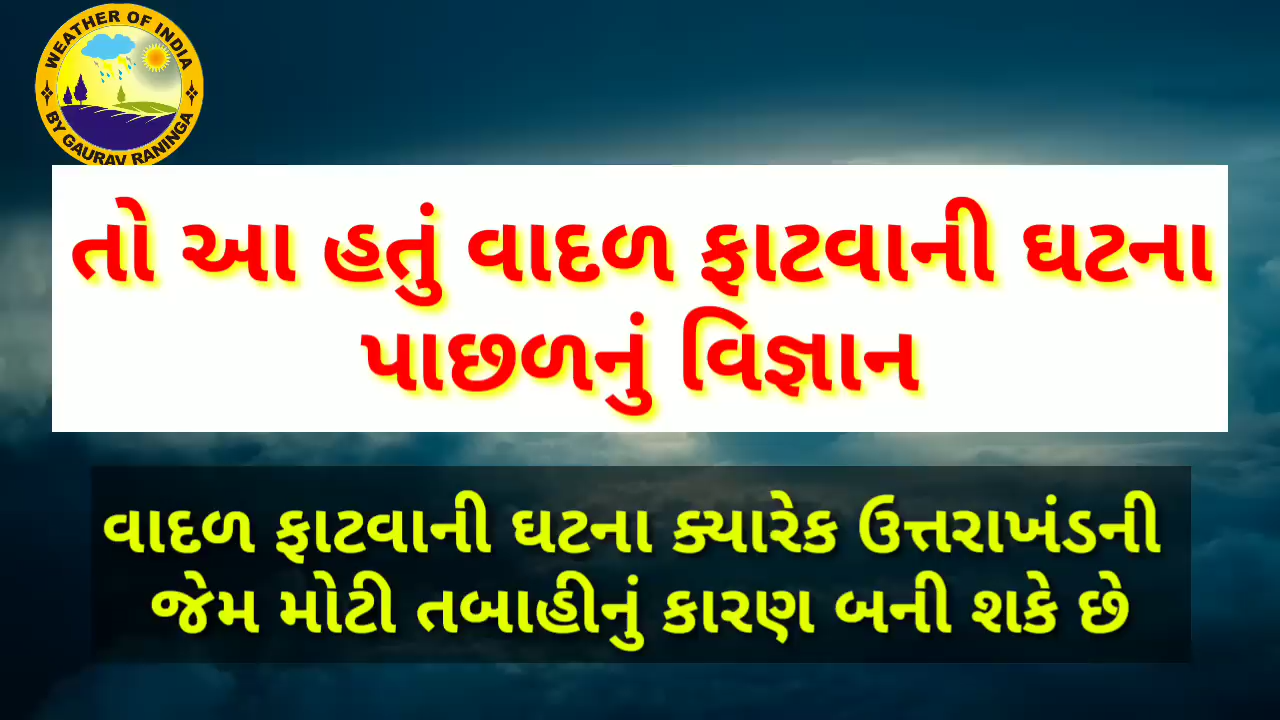 WEATHER OF INDIA
BY GAURAV RANINGA
તો આ હતું વાદળ ફાટવાની ઘટના
પાછળનું વિજ્ઞાન
વાદળ ફાટવાની ઘટના ક્યારેક ઉત્તરાખંડની
જેમ મોટી તબાહીનું કારણ બની શકે છે